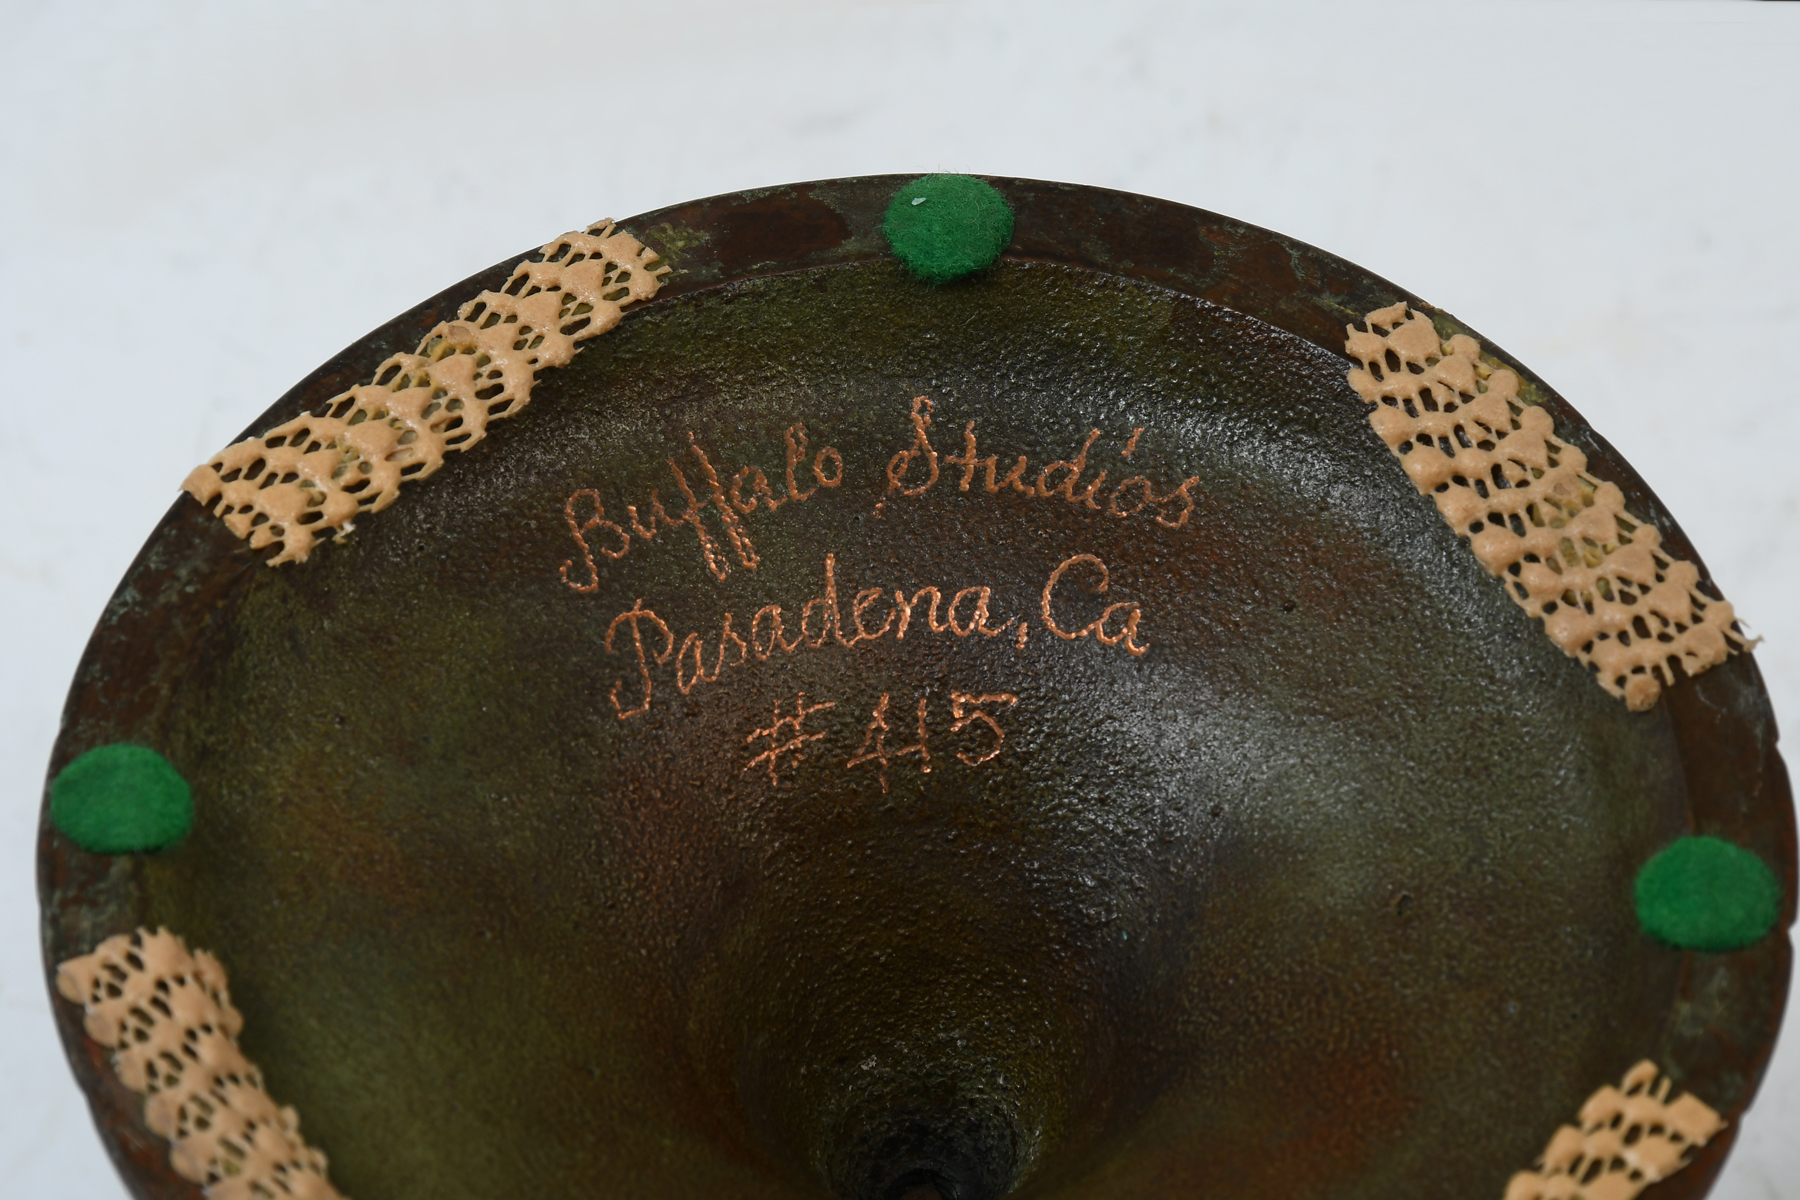 Buffalo Studios
Pasadena, Ca
# 415